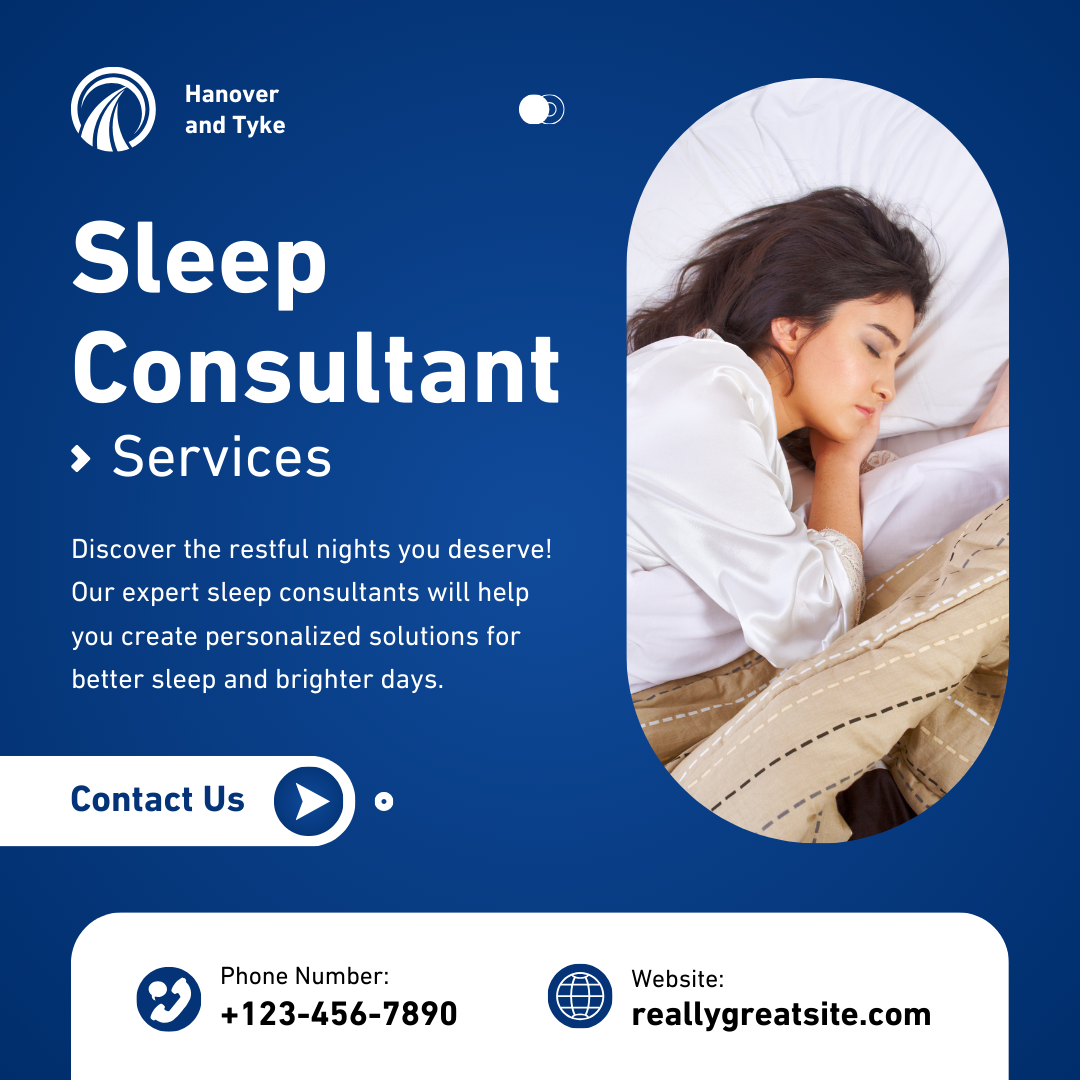 Hanover
and Tyke
Sleep
Consultant
Services
Discover the restful nights you deserve!
Our expert sleep consultants will help
you create personalized solutions for
better sleep and brighter days.
Contact Us
Phone Number:
+123-456-7890
Website:
reallygreatsite.com